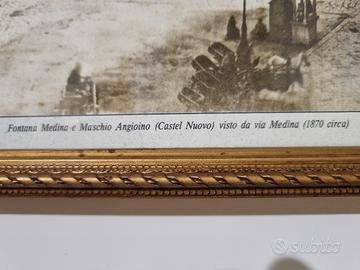 Fontana Medina e Maschio Angioino (Castel Nuovo) visto da via Medina (1870 circa)
subito